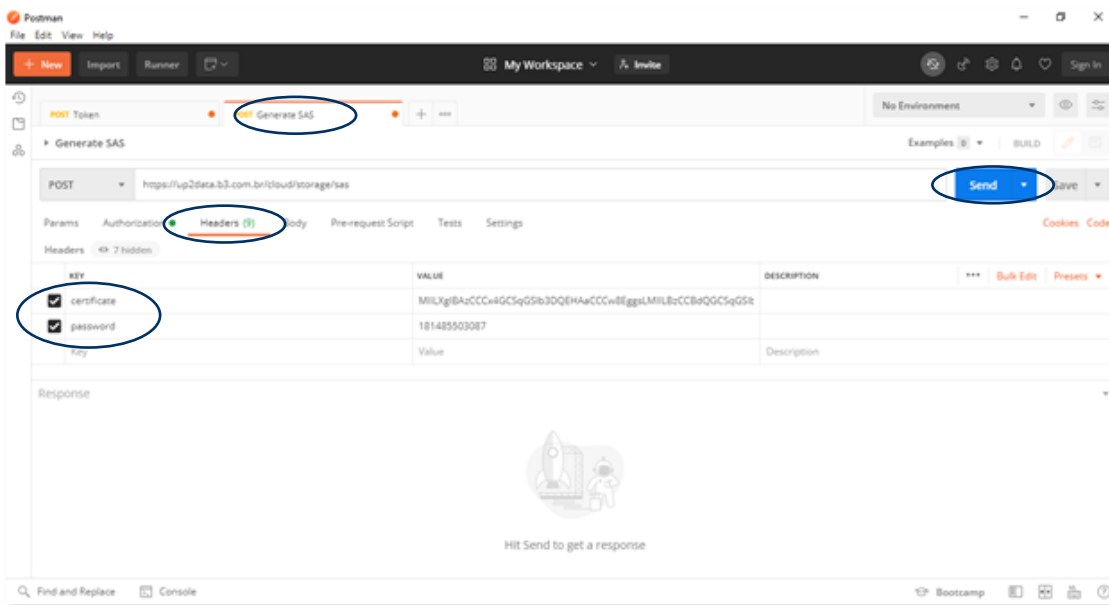 Postman
File Edit View Help
+ New Import Runner My Workspace Invite Sign In
POST Token POST Generate SAS + ••• No Environment
Generate SAS Examples 0 BUILD
POST https://up2data.b3.com.br/cloud/storage/sas Send Save
Params Authorization Headers (9) Body Pre-request Script Tests Settings Cookies Code
Headers 7 hidden
KEY VALUE DESCRIPTION ••• Bulk Edit Presets
certificate
password 181485503087
Key Value Description
Response
Hit Send to get a response
Find and Replace Console Bootcamp